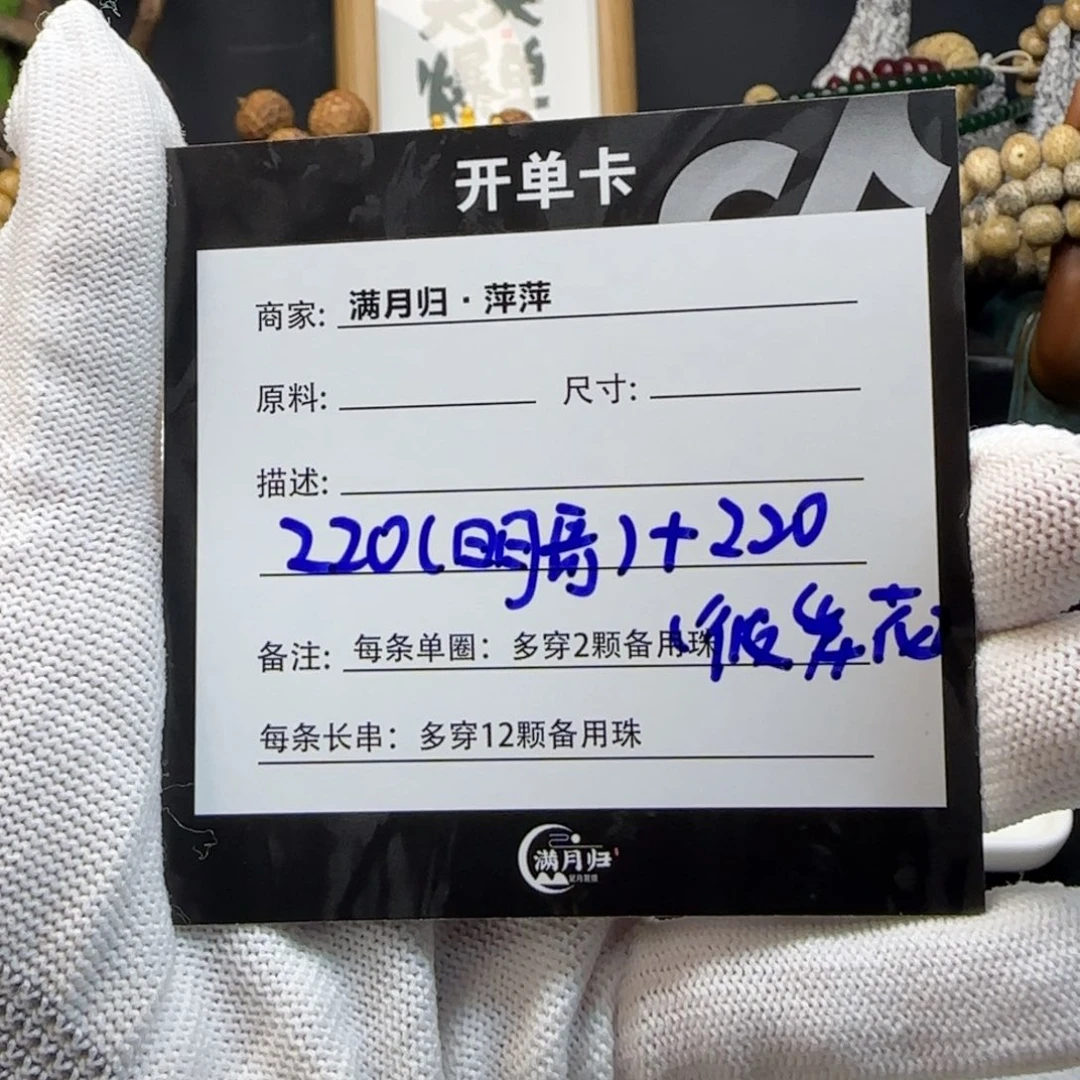 开单卡
商家: 满月归·萍萍
原料: 尺寸:
描述:
220(明哥)+220
备注: 每条单圈：多穿2颗备用珠
每条长串：多穿12颗备用珠
满月归